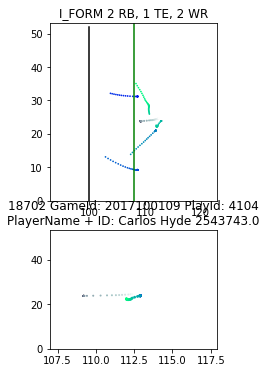 I_FORM 2 RB, 1 TE, 2 WR
50
40
30
20
10
0
100 110 120
18702 GameId: 2017100109 PlayId: 4104
PlayerName + ID: Carlos Hyde 2543743.0
40
20
0
107.5 110.0 112.5 115.0 117.5